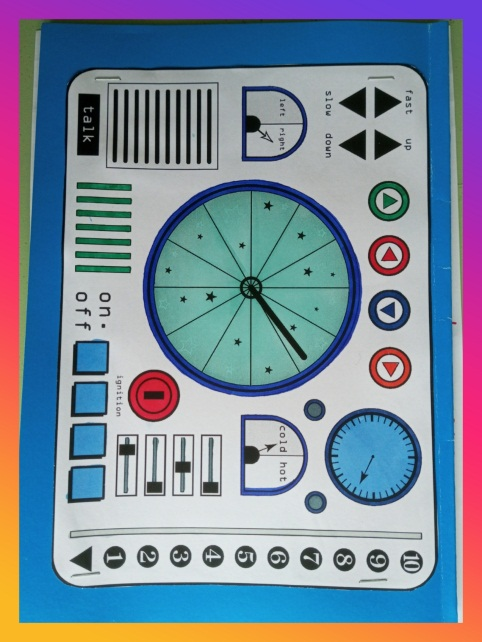 fast up
slow down
left right
cold hot
talk
on
off
ignition
10
9
8
7
6
5
4
3
2
1